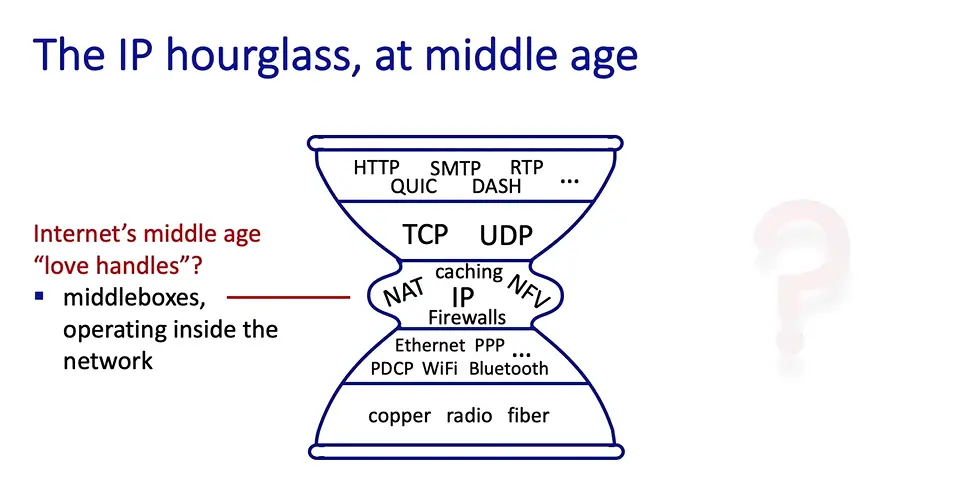 The IP hourglass, at middle age
HTTP SMTP RTP
QUIC DASH ...
TCP UDP
Internet’s middle age
“love handles”?
▪ middleboxes,
operating inside the
network
caching
NAT IP NFV
Firewalls
Ethernet PPP ...
PDCP WiFi Bluetooth
copper radio fiber
?